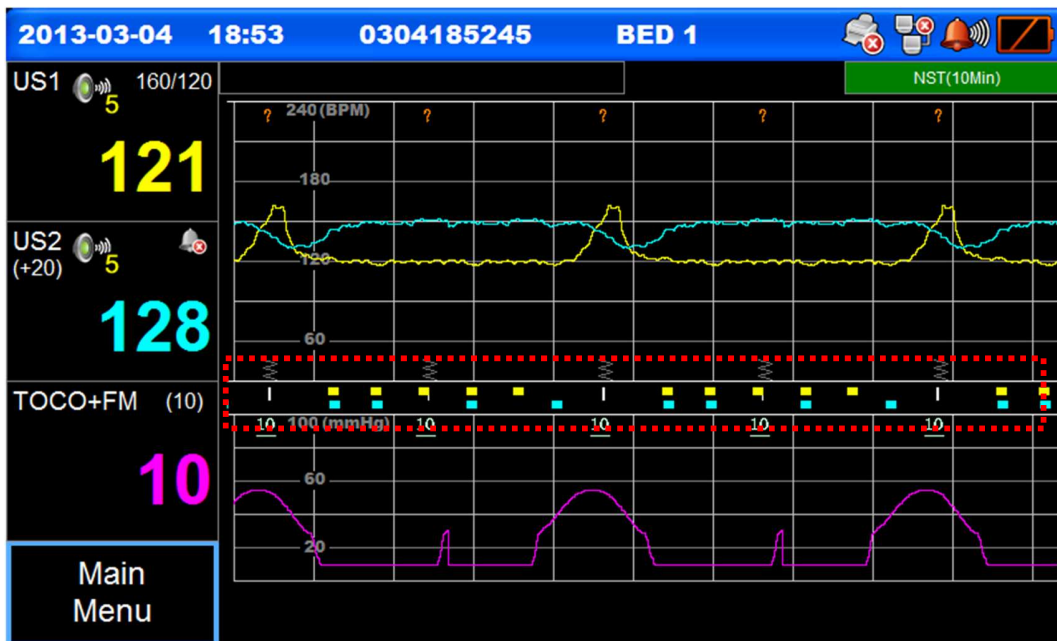 2013-03-04 18:53 0304185245 BED 1
US1 5 160/120
121
US2 5
(+20)
128
TOCO+FM (10)
10
Main
Menu
NST(10Min)
? ? ? ? ?
240 (BPM)
180
120
60
10 10 10 10 10
100 (mmHg)
60
20